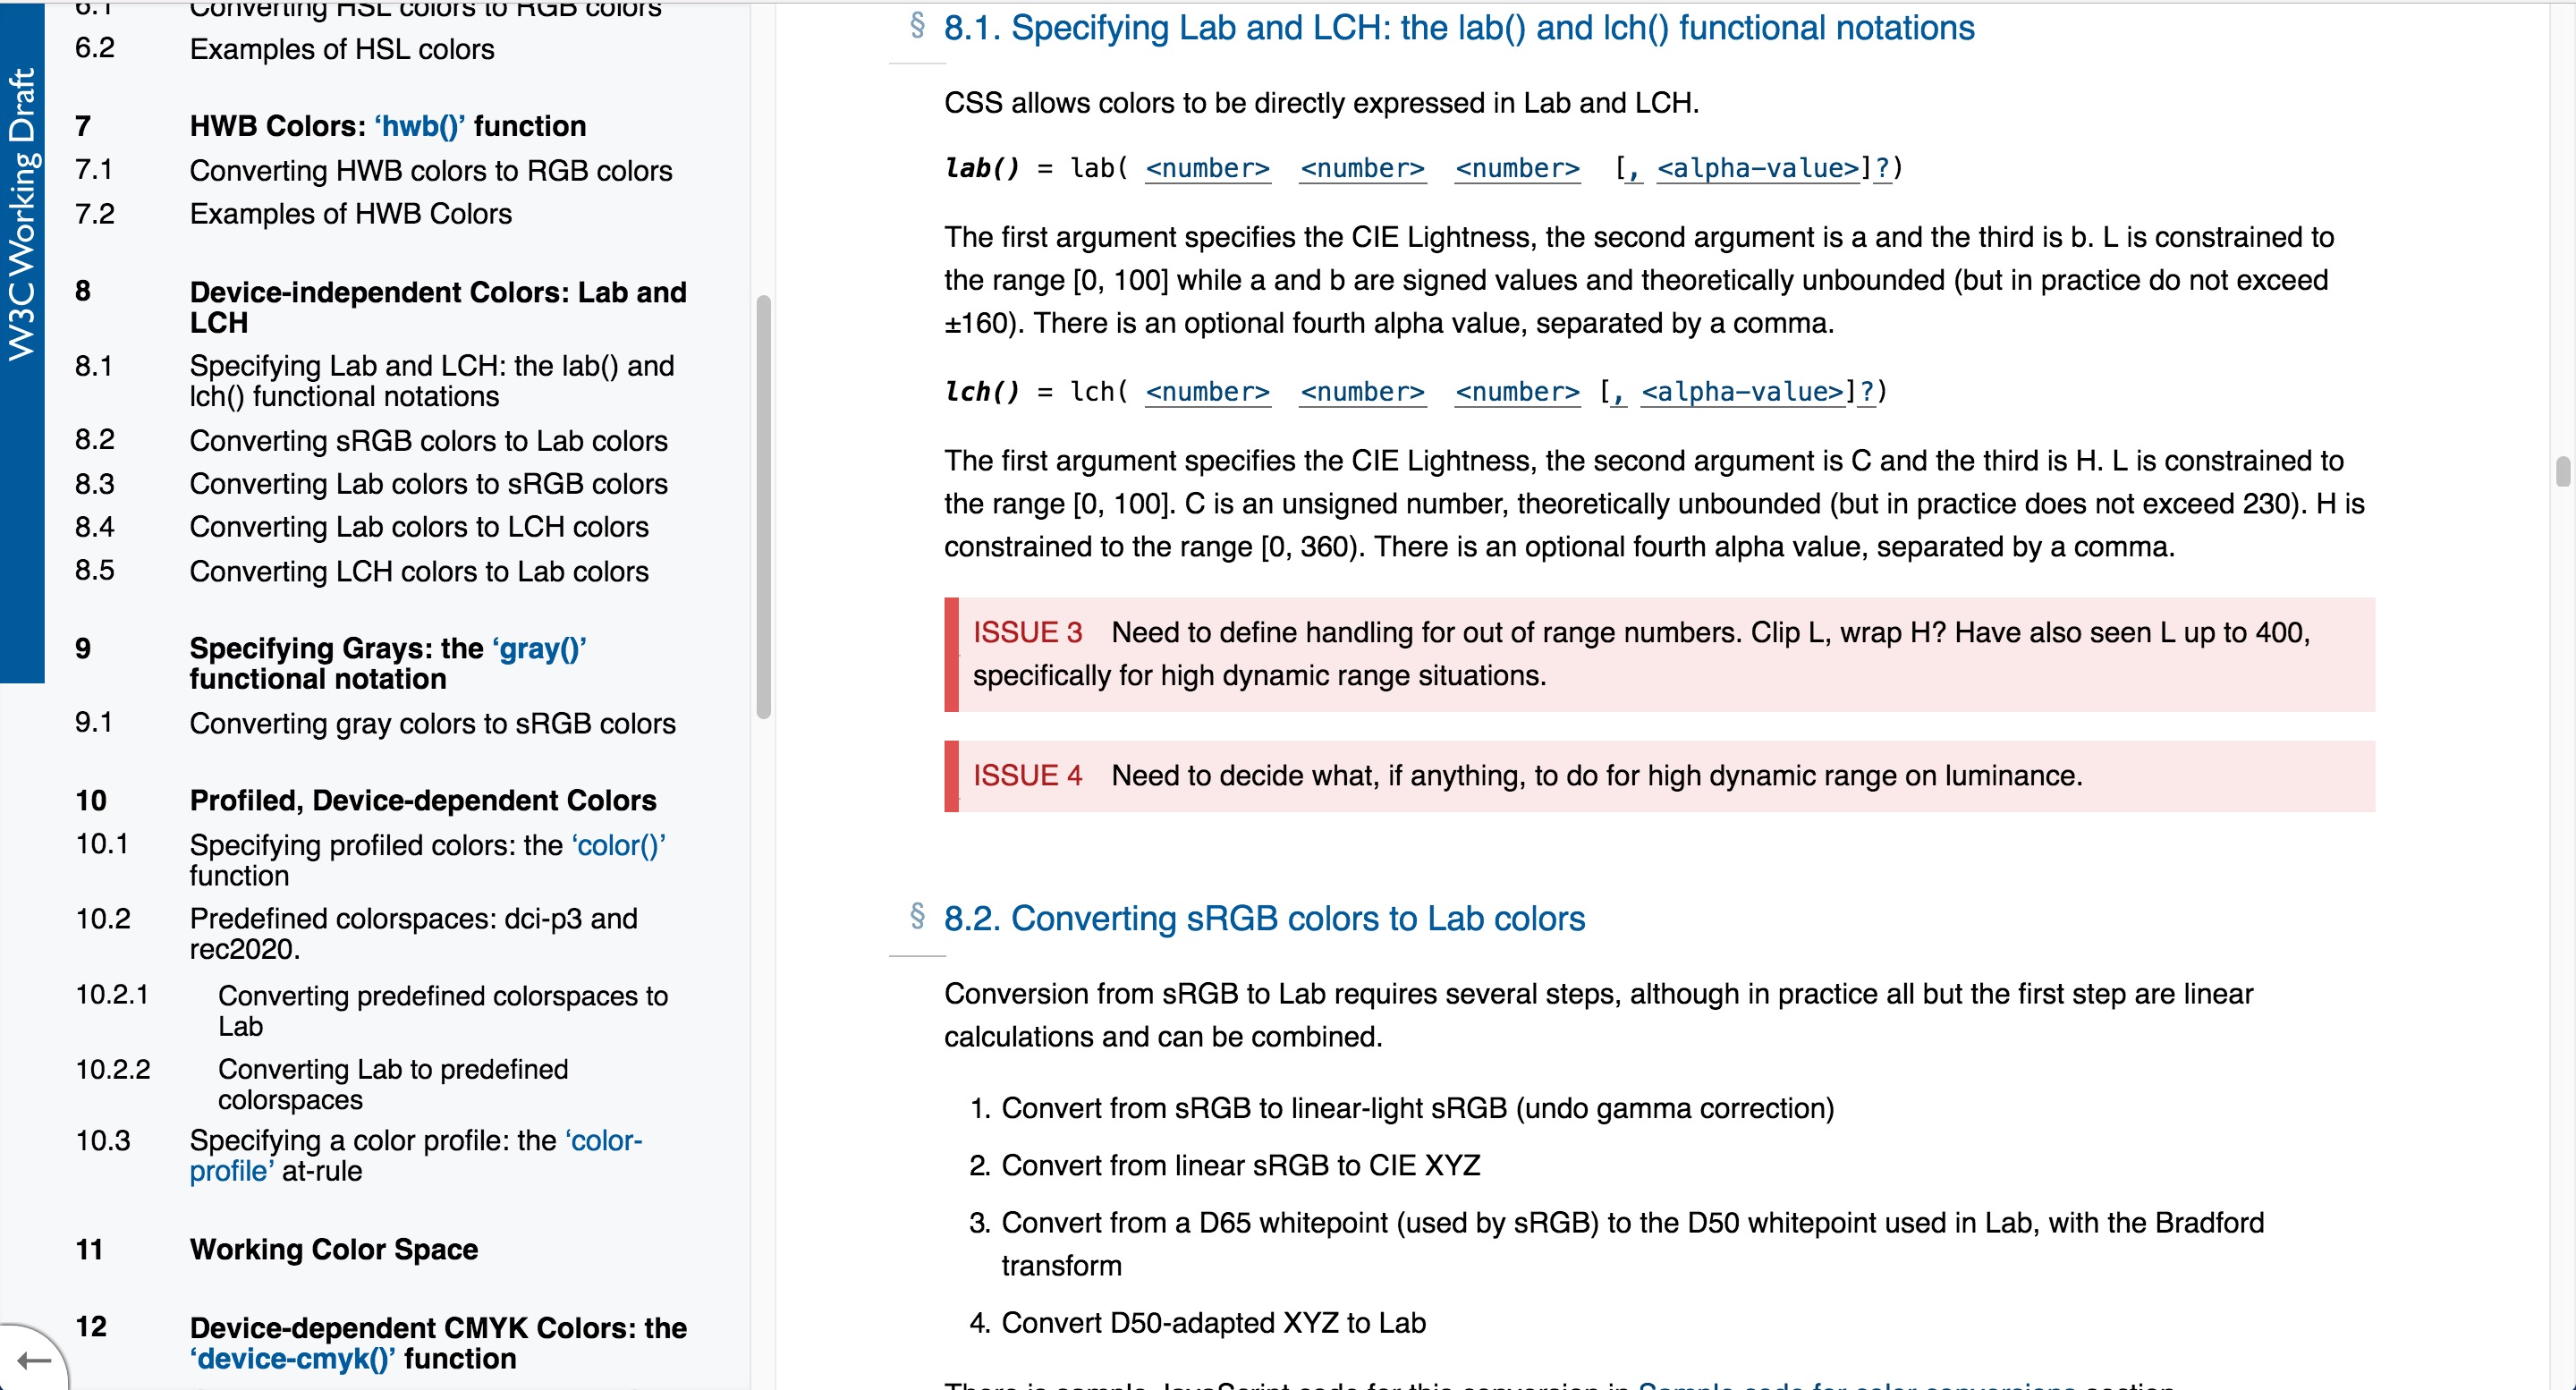 W3C Working Draft
6.1 Converting HSL colors to RGB colors
6.2 Examples of HSL colors
7 HWB Colors: ‘hwb()’ function
7.1 Converting HWB colors to RGB colors
7.2 Examples of HWB Colors
8 Device-independent Colors: Lab and
LCH
8.1 Specifying Lab and LCH: the lab() and
lch() functional notations
8.2 Converting sRGB colors to Lab colors
8.3 Converting Lab colors to sRGB colors
8.4 Converting Lab colors to LCH colors
8.5 Converting LCH colors to Lab colors
9 Specifying Grays: the ‘gray()’
functional notation
9.1 Converting gray colors to sRGB colors
10 Profiled, Device-dependent Colors
10.1 Specifying profiled colors: the ‘color()’
function
10.2 Predefined colorspaces: dci-p3 and
rec2020.
10.2.1 Converting predefined colorspaces to
Lab
10.2.2 Converting Lab to predefined
colorspaces
10.3 Specifying a color profile: the ‘color-
profile’ at-rule
11 Working Color Space
12 Device-dependent CMYK Colors: the
‘device-cmyk()’ function
§ 8.1. Specifying Lab and LCH: the lab() and lch() functional notations
CSS allows colors to be directly expressed in Lab and LCH.
lab() = lab( <number> <number> <number> [, <alpha-value>]?)
The first argument specifies the CIE Lightness, the second argument is a and the third is b. L is constrained to
the range [0, 100] while a and b are signed values and theoretically unbounded (but in practice do not exceed
±160). There is an optional fourth alpha value, separated by a comma.
lch() = lch( <number> <number> <number> [, <alpha-value>]?)
The first argument specifies the CIE Lightness, the second argument is C and the third is H. L is constrained to
the range [0, 100]. C is an unsigned number, theoretically unbounded (but in practice does not exceed 230). H is
constrained to the range [0, 360). There is an optional fourth alpha value, separated by a comma.
ISSUE 3 Need to define handling for out of range numbers. Clip L, wrap H? Have also seen L up to 400,
specifically for high dynamic range situations.
ISSUE 4 Need to decide what, if anything, to do for high dynamic range on luminance.
§ 8.2. Converting sRGB colors to Lab colors
Conversion from sRGB to Lab requires several steps, although in practice all but the first step are linear
calculations and can be combined.
1. Convert from sRGB to linear-light sRGB (undo gamma correction)
2. Convert from linear sRGB to CIE XYZ
3. Convert from a D65 whitepoint (used by sRGB) to the D50 whitepoint used in Lab, with the Bradford
transform
4. Convert D50-adapted XYZ to Lab
There is sample JavaScript code for this conversion in Sample code for color conversions section